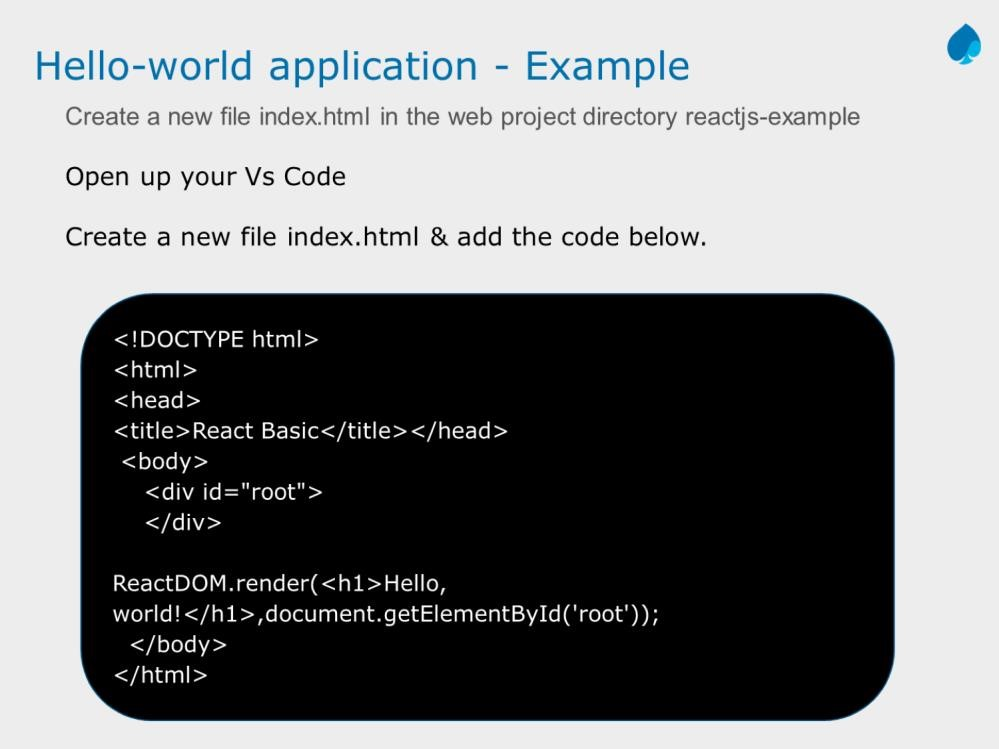 Hello-world application - Example
Create a new file index.html in the web project directory reactjs-example
Open up your Vs Code
Create a new file index.html & add the code below.
<!DOCTYPE html>
<html>
<head>
<title>React Basic</title></head>
<body>
<div id="root">
</div>
ReactDOM.render(<h1>Hello,
world!</h1>,document.getElementById('root'));
</body>
</html>